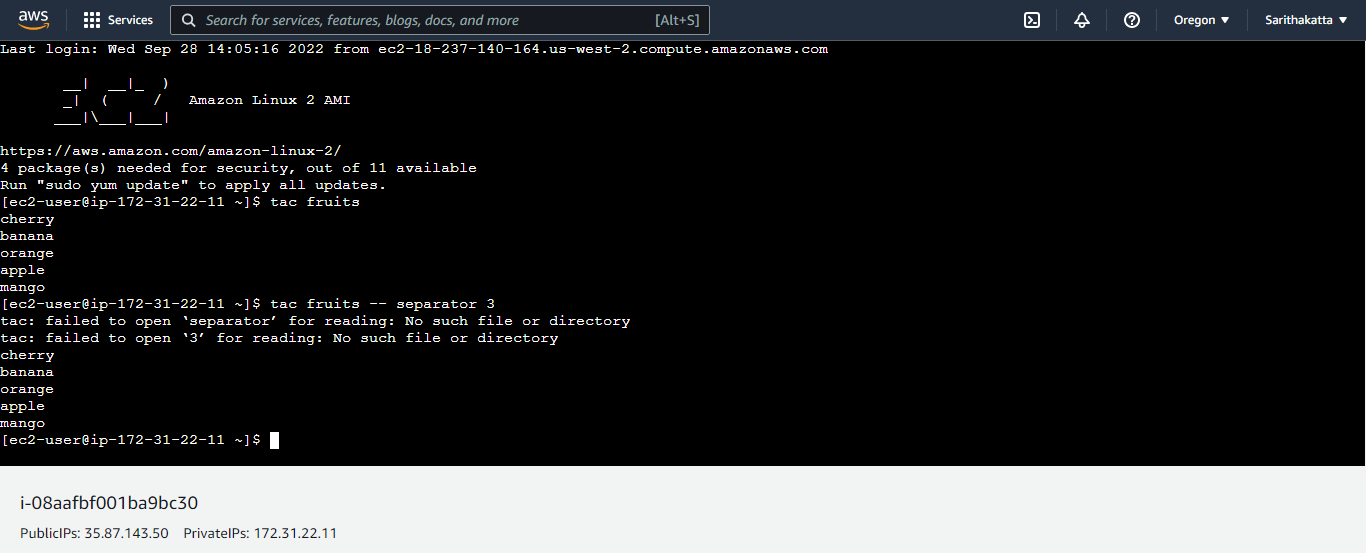 aws Services Search for services, features, blogs, docs, and more [Alt+S] Oregon ▼ Sarithakatta ▼
Last login: Wed Sep 28 14:05:16 2022 from ec2-18-237-140-164.us-west-2.compute.amazonaws.com
       __|  __|_  )
       _|  (     /   Amazon Linux 2 AMI
      ___|\___|___|
https://aws.amazon.com/amazon-linux-2/
4 package(s) needed for security, out of 11 available
Run "sudo yum update" to apply all updates.
[ec2-user@ip-172-31-22-11 ~]$ tac fruits
cherry
banana
orange
apple
mango
[ec2-user@ip-172-31-22-11 ~]$ tac fruits -- separator 3
tac: failed to open ‘separator’ for reading: No such file or directory
tac: failed to open ‘3’ for reading: No such file or directory
cherry
banana
orange
apple
mango
[ec2-user@ip-172-31-22-11 ~]$
i-08aafbf001ba9bc30
PublicIPs: 35.87.143.50 PrivateIPs: 172.31.22.11